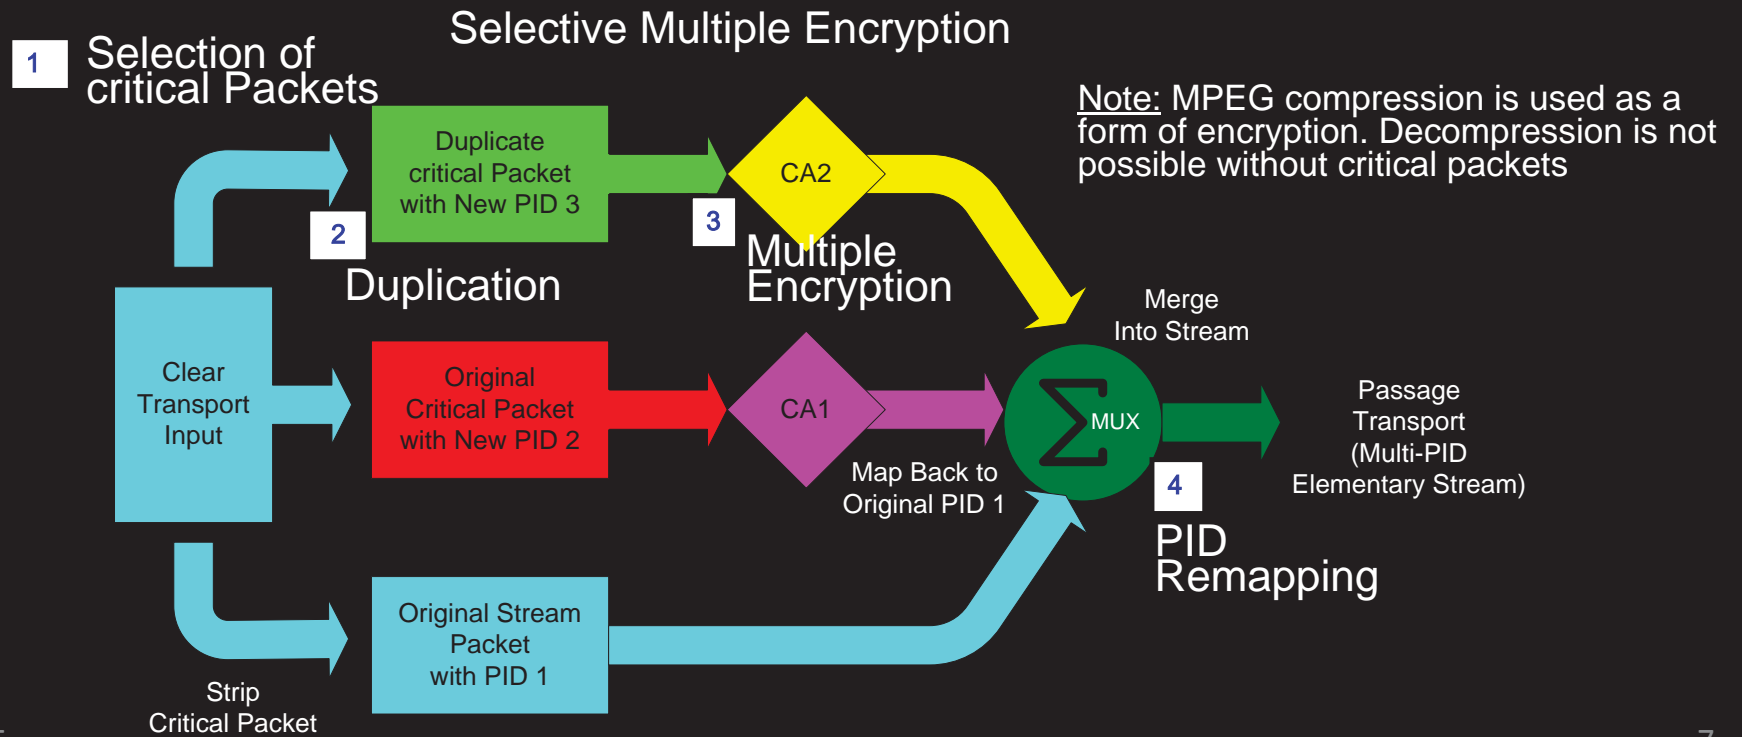 Selective Multiple Encryption
1
Selection of
critical Packets
Note: MPEG compression is used as a
form of encryption. Decompression is not
possible without critical packets
Duplicate
critical Packet
with New PID 3
CA2
2
Duplication
3
Multiple
Encryption
Merge
Into Stream
Clear
Transport
Input
Original
Critical Packet
with New PID 2
CA1
Map Back to
Original PID 1
Σ MUX
Passage
Transport
(Multi-PID
Elementary Stream)
4
PID
Remapping
Original Stream
Packet
with PID 1
Strip
Critical Packet